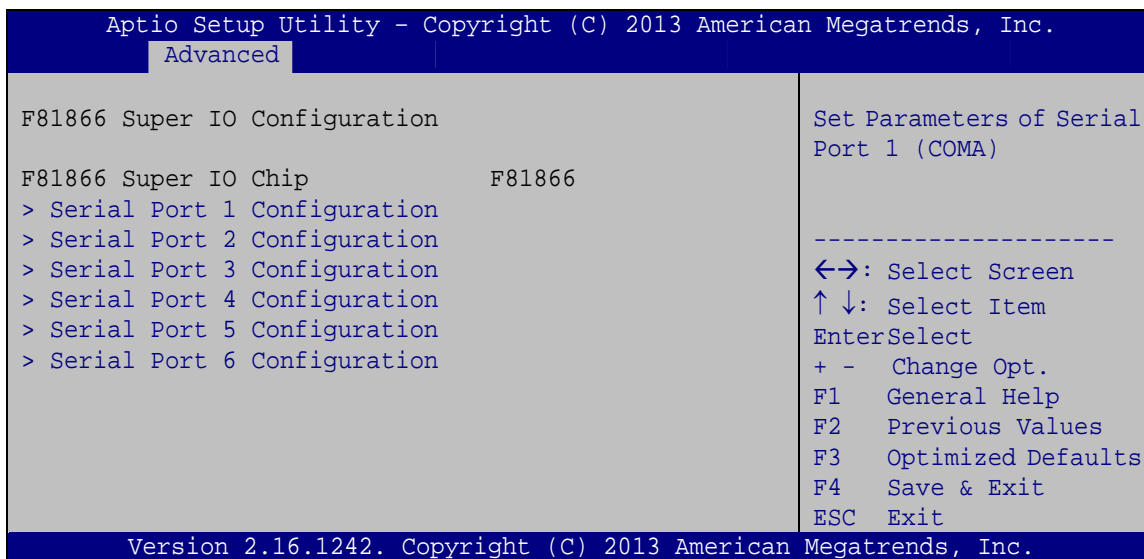 Aptio Setup Utility – Copyright (C) 2013 American Megatrends, Inc.
Advanced
F81866 Super IO Configuration
F81866 Super IO Chip F81866
> Serial Port 1 Configuration
> Serial Port 2 Configuration
> Serial Port 3 Configuration
> Serial Port 4 Configuration
> Serial Port 5 Configuration
> Serial Port 6 Configuration
Set Parameters of Serial
Port 1 (COMA)
---------------------
←→: Select Screen
↑ ↓: Select Item
EnterSelect
+ - Change Opt.
F1 General Help
F2 Previous Values
F3 Optimized Defaults
F4 Save & Exit
ESC Exit
Version 2.16.1242. Copyright (C) 2013 American Megatrends, Inc.